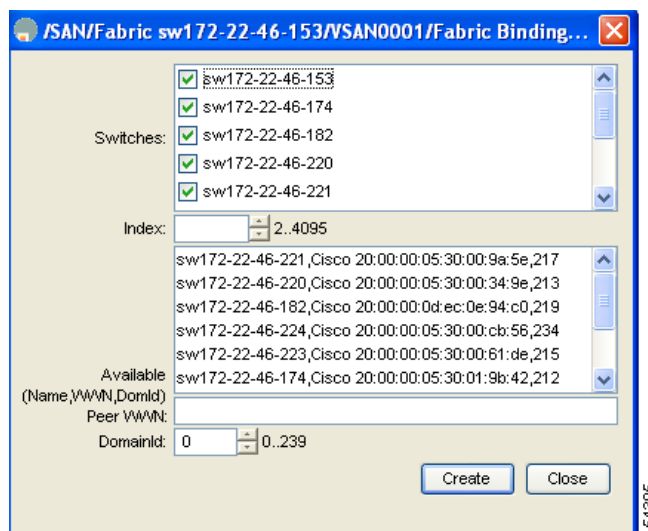 /SAN/Fabric sw172-22-46-153/VSAN0001/Fabric Binding...
Switches:
sw172-22-46-153
sw172-22-46-174
sw172-22-46-182
sw172-22-46-220
sw172-22-46-221
Index: 2..4095
sw172-22-46-221,Cisco 20:00:00:05:30:00:9a:5e,217
sw172-22-46-220,Cisco 20:00:00:05:30:00:34:9e,213
sw172-22-46-182,Cisco 20:00:00:0d:ec:0e:94:c0,219
sw172-22-46-224,Cisco 20:00:00:05:30:00:cb:56,234
sw172-22-46-223,Cisco 20:00:00:05:30:00:61:de,215
sw172-22-46-174,Cisco 20:00:00:05:30:01:9b:42,212
Available
(Name,WWN,DomId)
Peer WWN:
DomainId: 0 0..239
Create Close